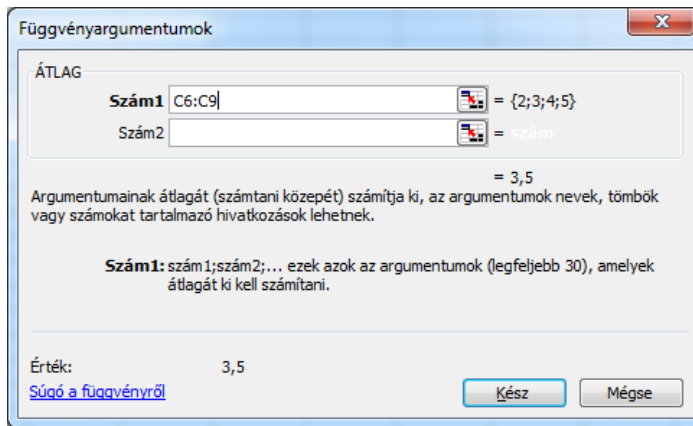 Függvényargumentumok
ÁTLAG
Szám1 C6:C9 = {2;3;4;5}
Szám2 = szám
= 3,5
Argumentumainak átlagát (számtani közepét) számítja ki, az argumentumok nevek, tömbök
vagy számokat tartalmazó hivatkozások lehetnek.
Szám1: szám1;szám2;... ezek azok az argumentumok (legfeljebb 30), amelyek
átlagát ki kell számítani.
Érték: 3,5
Súgó a függvényről
Kész
Mégse